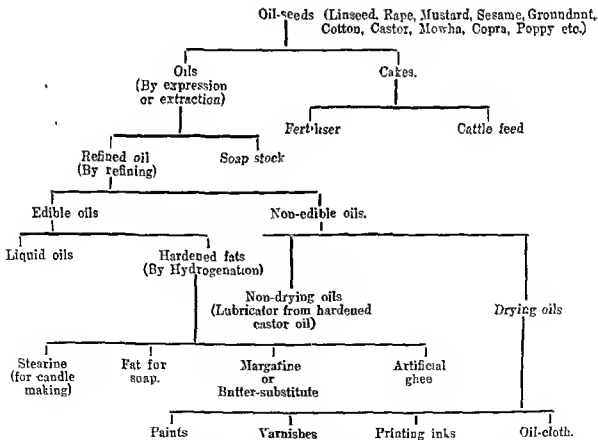 Oil-seeds (Linseed, Rape, Mustard, Sesame, Groundnnt,
Cotton, Castor, Mowha, Copra, Poppy etc.)
Oils
(By expression
or extraction)
Cakes.
Fertiliser
Cattle feed
Refined oil
(By refining)
Soap stock
Edible oils
Non-edible oils.
Liquid oils
Hardened fats
(By Hydrogenation)
Non-drying oils
(Lubricator from hardened
castor oil)
Drying oils
Stearine
(for candle
making)
Fat for
soap.
Margarine
or
Butter-substitute
Artificial
ghee
Paints
Varnishes
Printing inks
Oil-cloth.